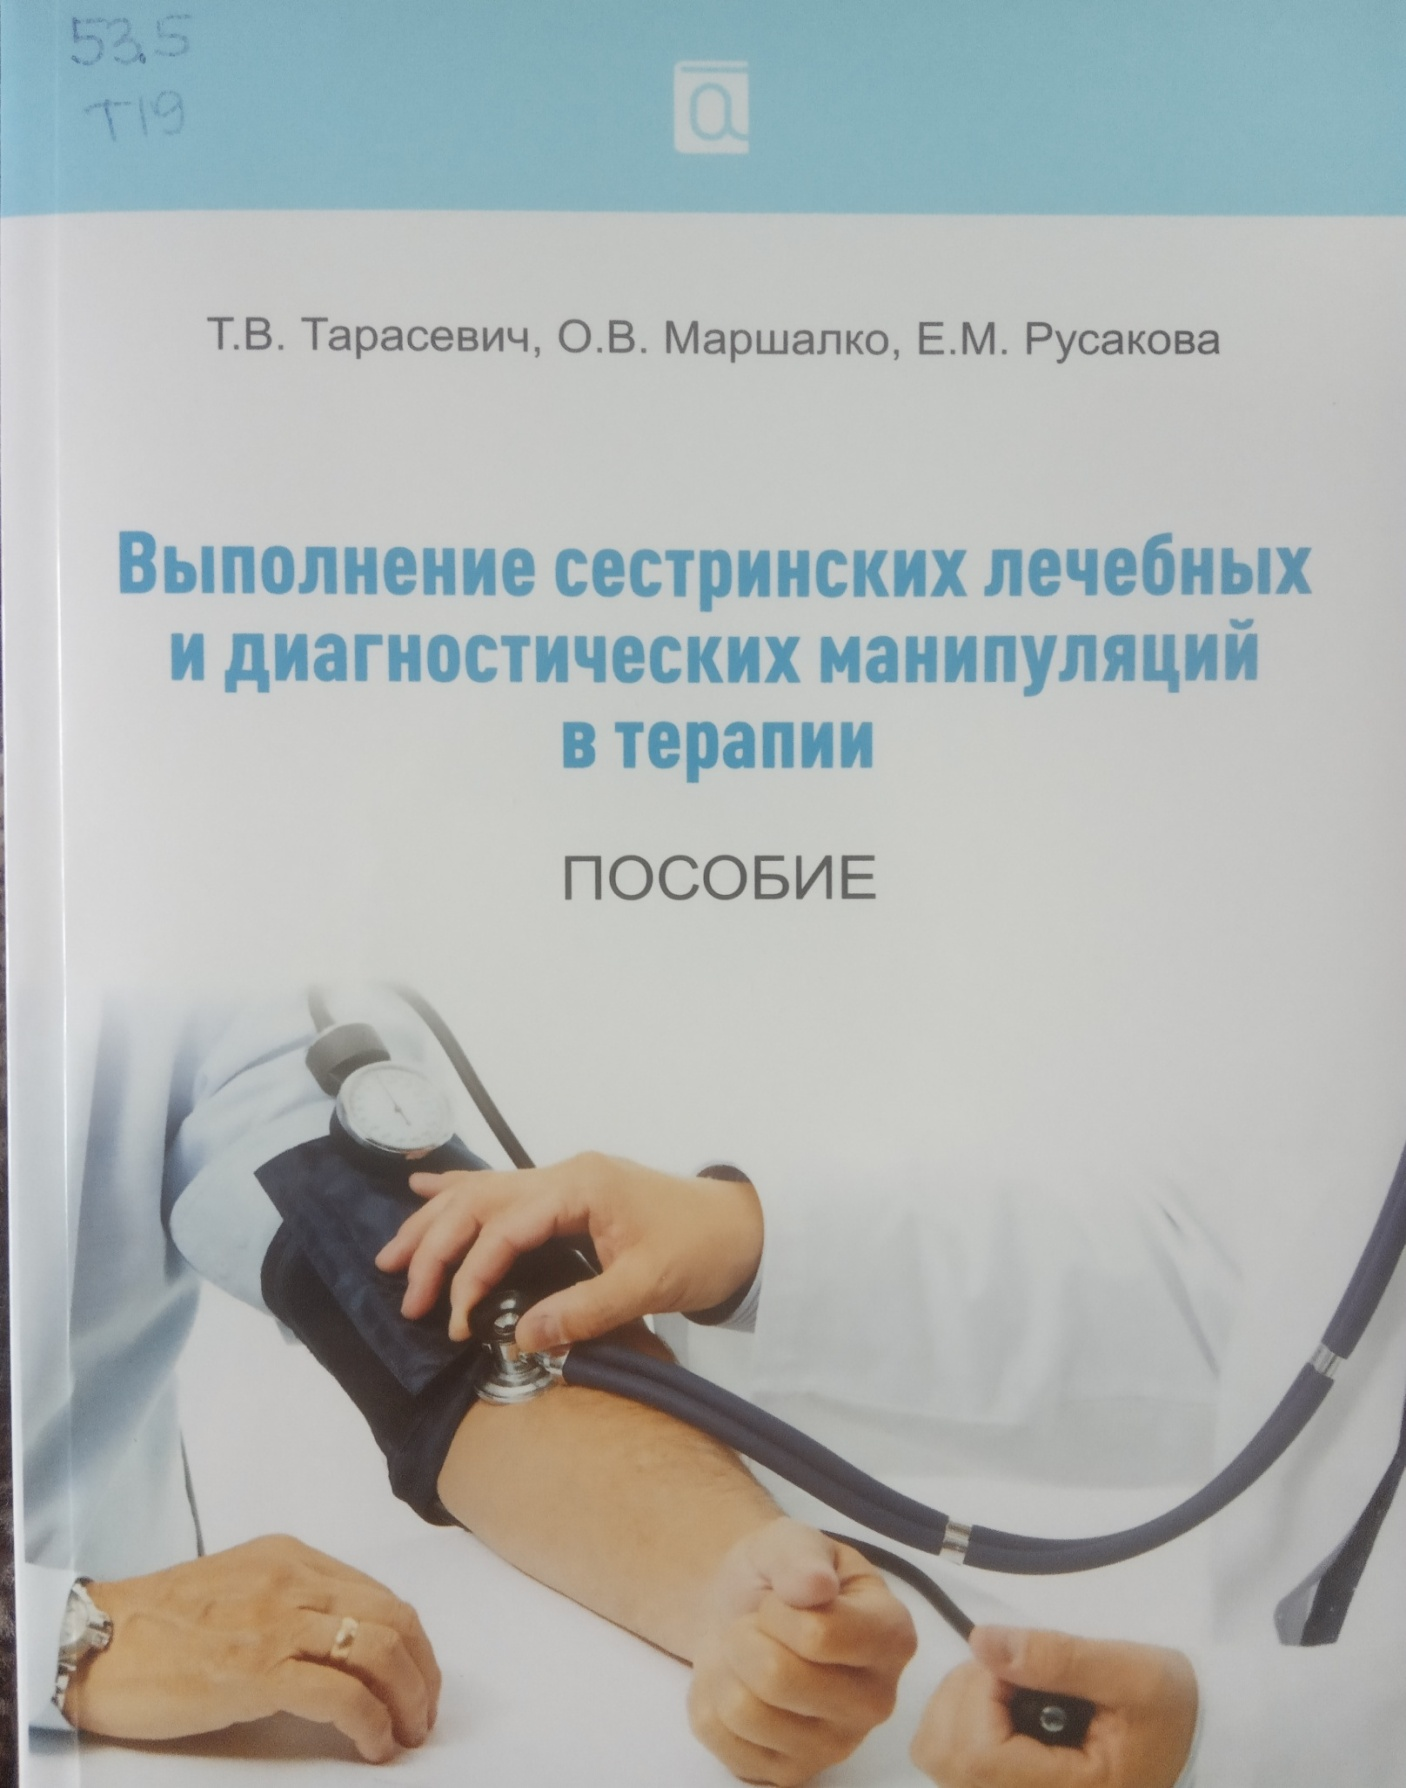 53.5
Т19
а
Т.В. Тарасевич, О.В. Маршалко, Е.М. Русакова
Выполнение сестринских лечебных
и диагностических манипуляций
в терапии
ПОСОБИЕ